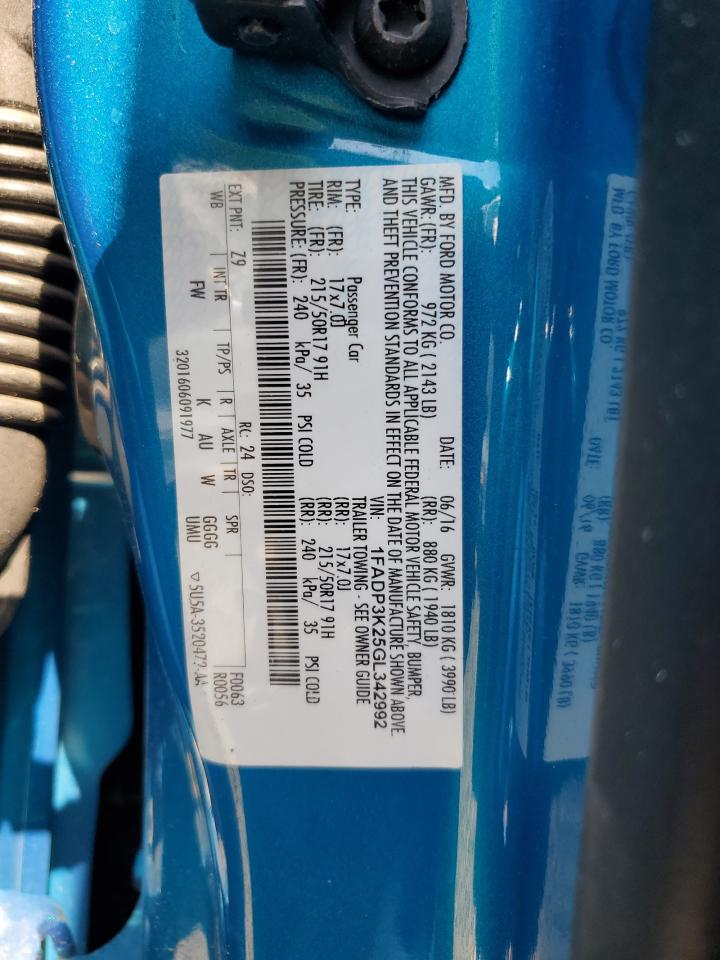 MFD. BY FORD MOTOR CO.
DATE: 06/16 GVWR: 1810 KG ( 3990 LB)
GAWR: (FR): 972 KG ( 2143 LB) (RR): 880 KG ( 1940 LB)
THIS VEHICLE CONFORMS TO ALL APPLICABLE FEDERAL MOTOR VEHICLE SAFETY, BUMPER,
AND THEFT PREVENTION STANDARDS IN EFFECT ON THE DATE OF MANUFACTURE SHOWN ABOVE.
VIN: 1FADP3K25GL342992
TYPE: Passenger Car TRAILER TOWING - SEE OWNER GUIDE
RIM: (FR): 17x7.0J (RR): 17x7.0J
TIRE: (FR): 215/50R17 91H (RR): 215/50R17 91H
PRESSURE: (FR): 240 kPa/ 35 PSI COLD (RR): 240 kPa/ 35 PSI COLD
EXT PNT: Z9 RC: 24 DSO: F0063
WB INT TR TP/PS R AXLE TR SPR R0056
FW K AU W GGGG
UMU
3201606091977 ▽ 5U5A-3520472-AA